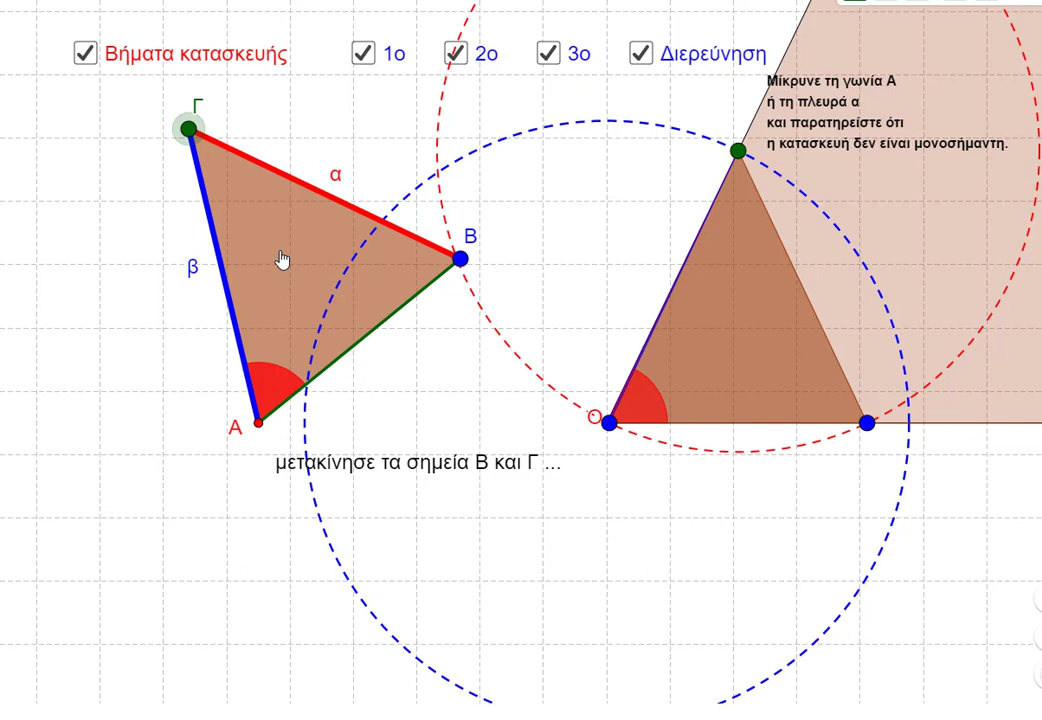 Βήματα κατασκευής 1ο 2ο 3ο Διερεύνηση
Μίκρυνε τη γωνία Α
ή τη πλευρά α
και παρατηρείστε ότι
η κατασκευή δεν είναι μονοσήμαντη.
Γ
α
Β
β
Ο
Α
μετακίνησε τα σημεία Β και Γ ...